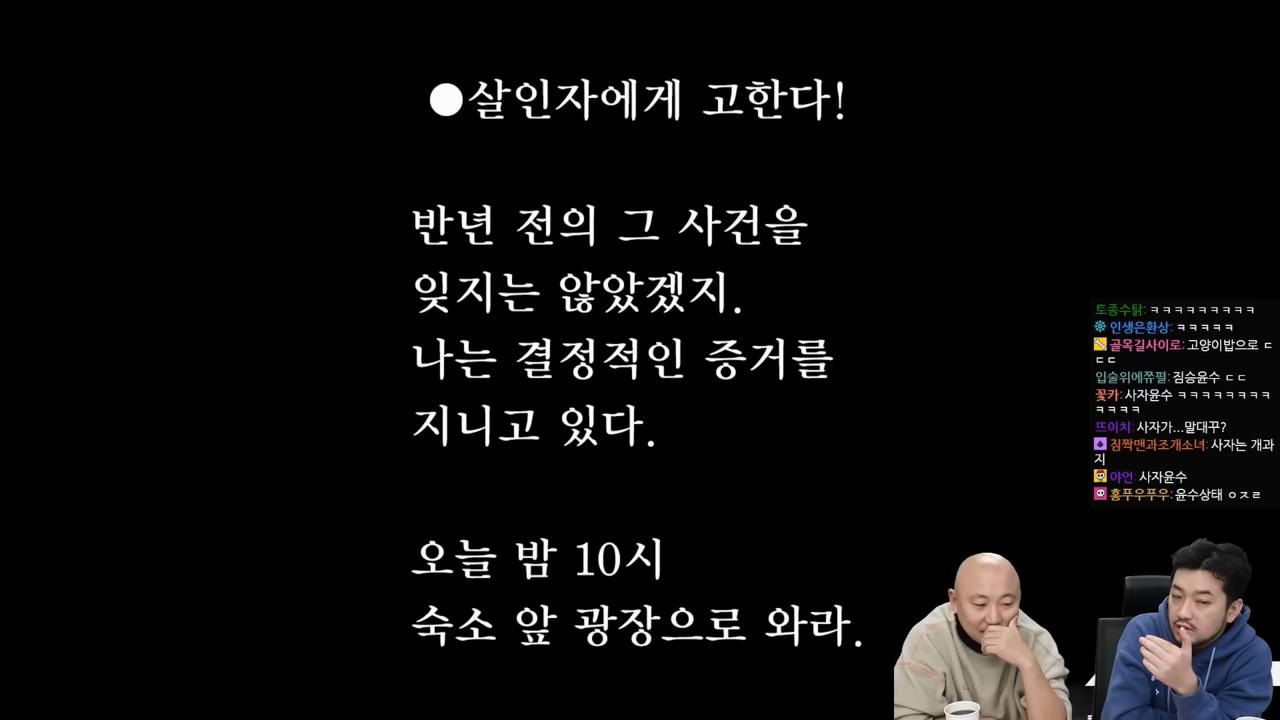 ●살인자에게 고한다!
반년 전의 그 사건을
잊지는 않았겠지.
나는 결정적인 증거를
지니고 있다.
오늘 밤 10시
숙소 앞 광장으로 와라.
토종수탉: ㅋㅋㅋㅋㅋㅋㅋㅋㅋ
인생은환상: ㅋㅋㅋㅋㅋ
골목길사이로: 고양이밥으로 ㄷ
ㄷㄷ
입술위에쮸펄: 짐승윤수 ㄷㄷ
꽃카: 사자윤수 ㅋㅋㅋㅋㅋㅋㅋㅋ
ㅋㅋㅋㅋ
뜨이치: 사자가...말대꾸?
짐짝맨과조개소녀: 사자는 개과
지
야언: 사자윤수
홍푸우푸우: 윤수상태 ㅇㅈㄹ